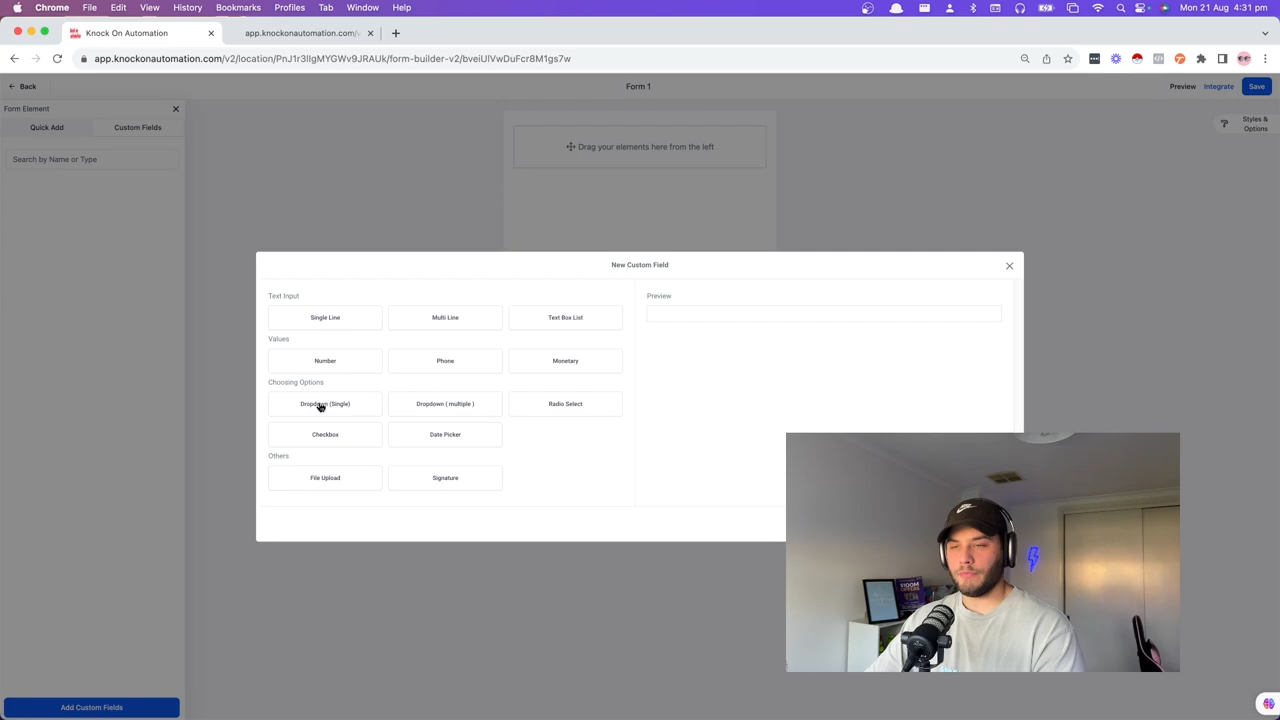 Chrome File Edit View History Bookmarks Profiles Tab Window Help Mon 21 Aug 4:31 pm
Knock On Automation
app.knockonautomation.com/
app.knockonautomation.com/v2/location/PnJ1r3lIgMYGWv9JRAUk/form-builder-v2/bveiUIVwDuFcr8M1gs7w
Back
Form 1
Preview Integrate Save
Form Element
Quick Add Custom Fields
Styles & Options
Search by Name or Type
Drag your elements here from the left
New Custom Field
Text Input
Single Line Multi Line Text Box List
Values
Number Phone Monetary
Choosing Options
Dropdown (Single) Dropdown ( multiple ) Radio Select
Checkbox Date Picker
Others
File Upload Signature
Preview
$100M
OFFERS
Add Custom Fields